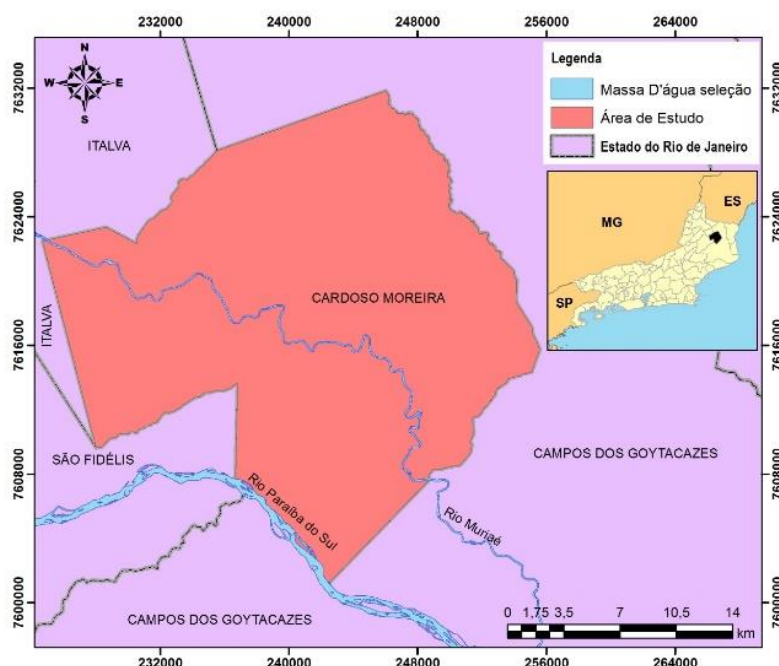 232000 240000 248000 256000 264000
7632000
7624000
7616000
7608000
7600000
N
W E
S
Legenda
Massa D'água seleção
Área de Estudo
Estado do Rio de Janeiro
ITALVA
MG
ES
SP
CARDOSO MOREIRA
ITALVA
SÃO FIDÉLIS
CAMPOS DOS GOYTACAZES
Rio Paraíba do Sul
Rio Muriaé
CAMPOS DOS GOYTACAZES
0 1,75 3,5 7 10,5 14
km
7632000
7624000
7616000
7608000
7600000
232000 240000 248000 256000 264000